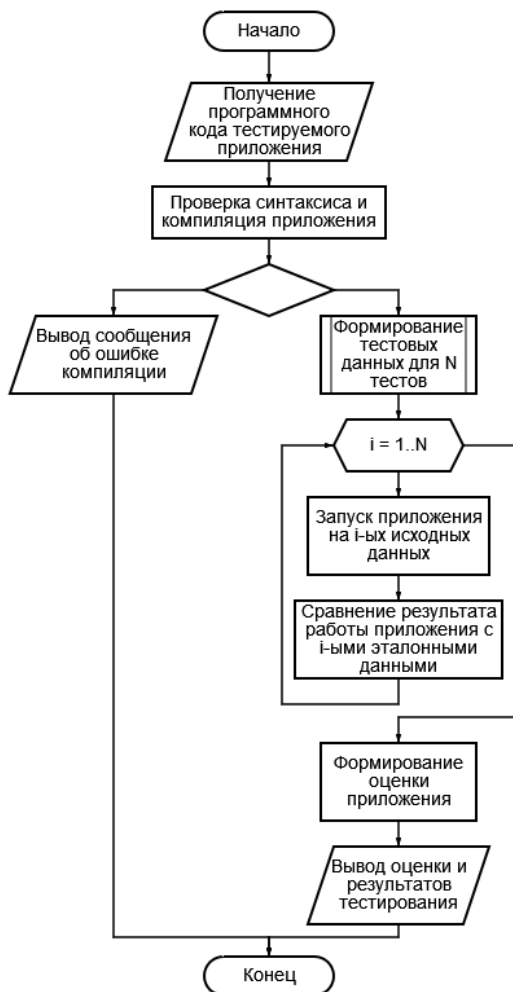 Начало
Получение
программного
кода тестируемого
приложения
Проверка синтаксиса и
компиляция приложения
Вывод сообщения
об ошибке
компиляции
Формирование
тестовых
данных для N
тестов
i = 1..N
Запуск приложения
на i-ых исходных
данных
Сравнение результата
работы приложения с
i-ыми эталонными
данными
Формирование
оценки
приложения
Вывод оценки и
результатов
тестирования
Конец